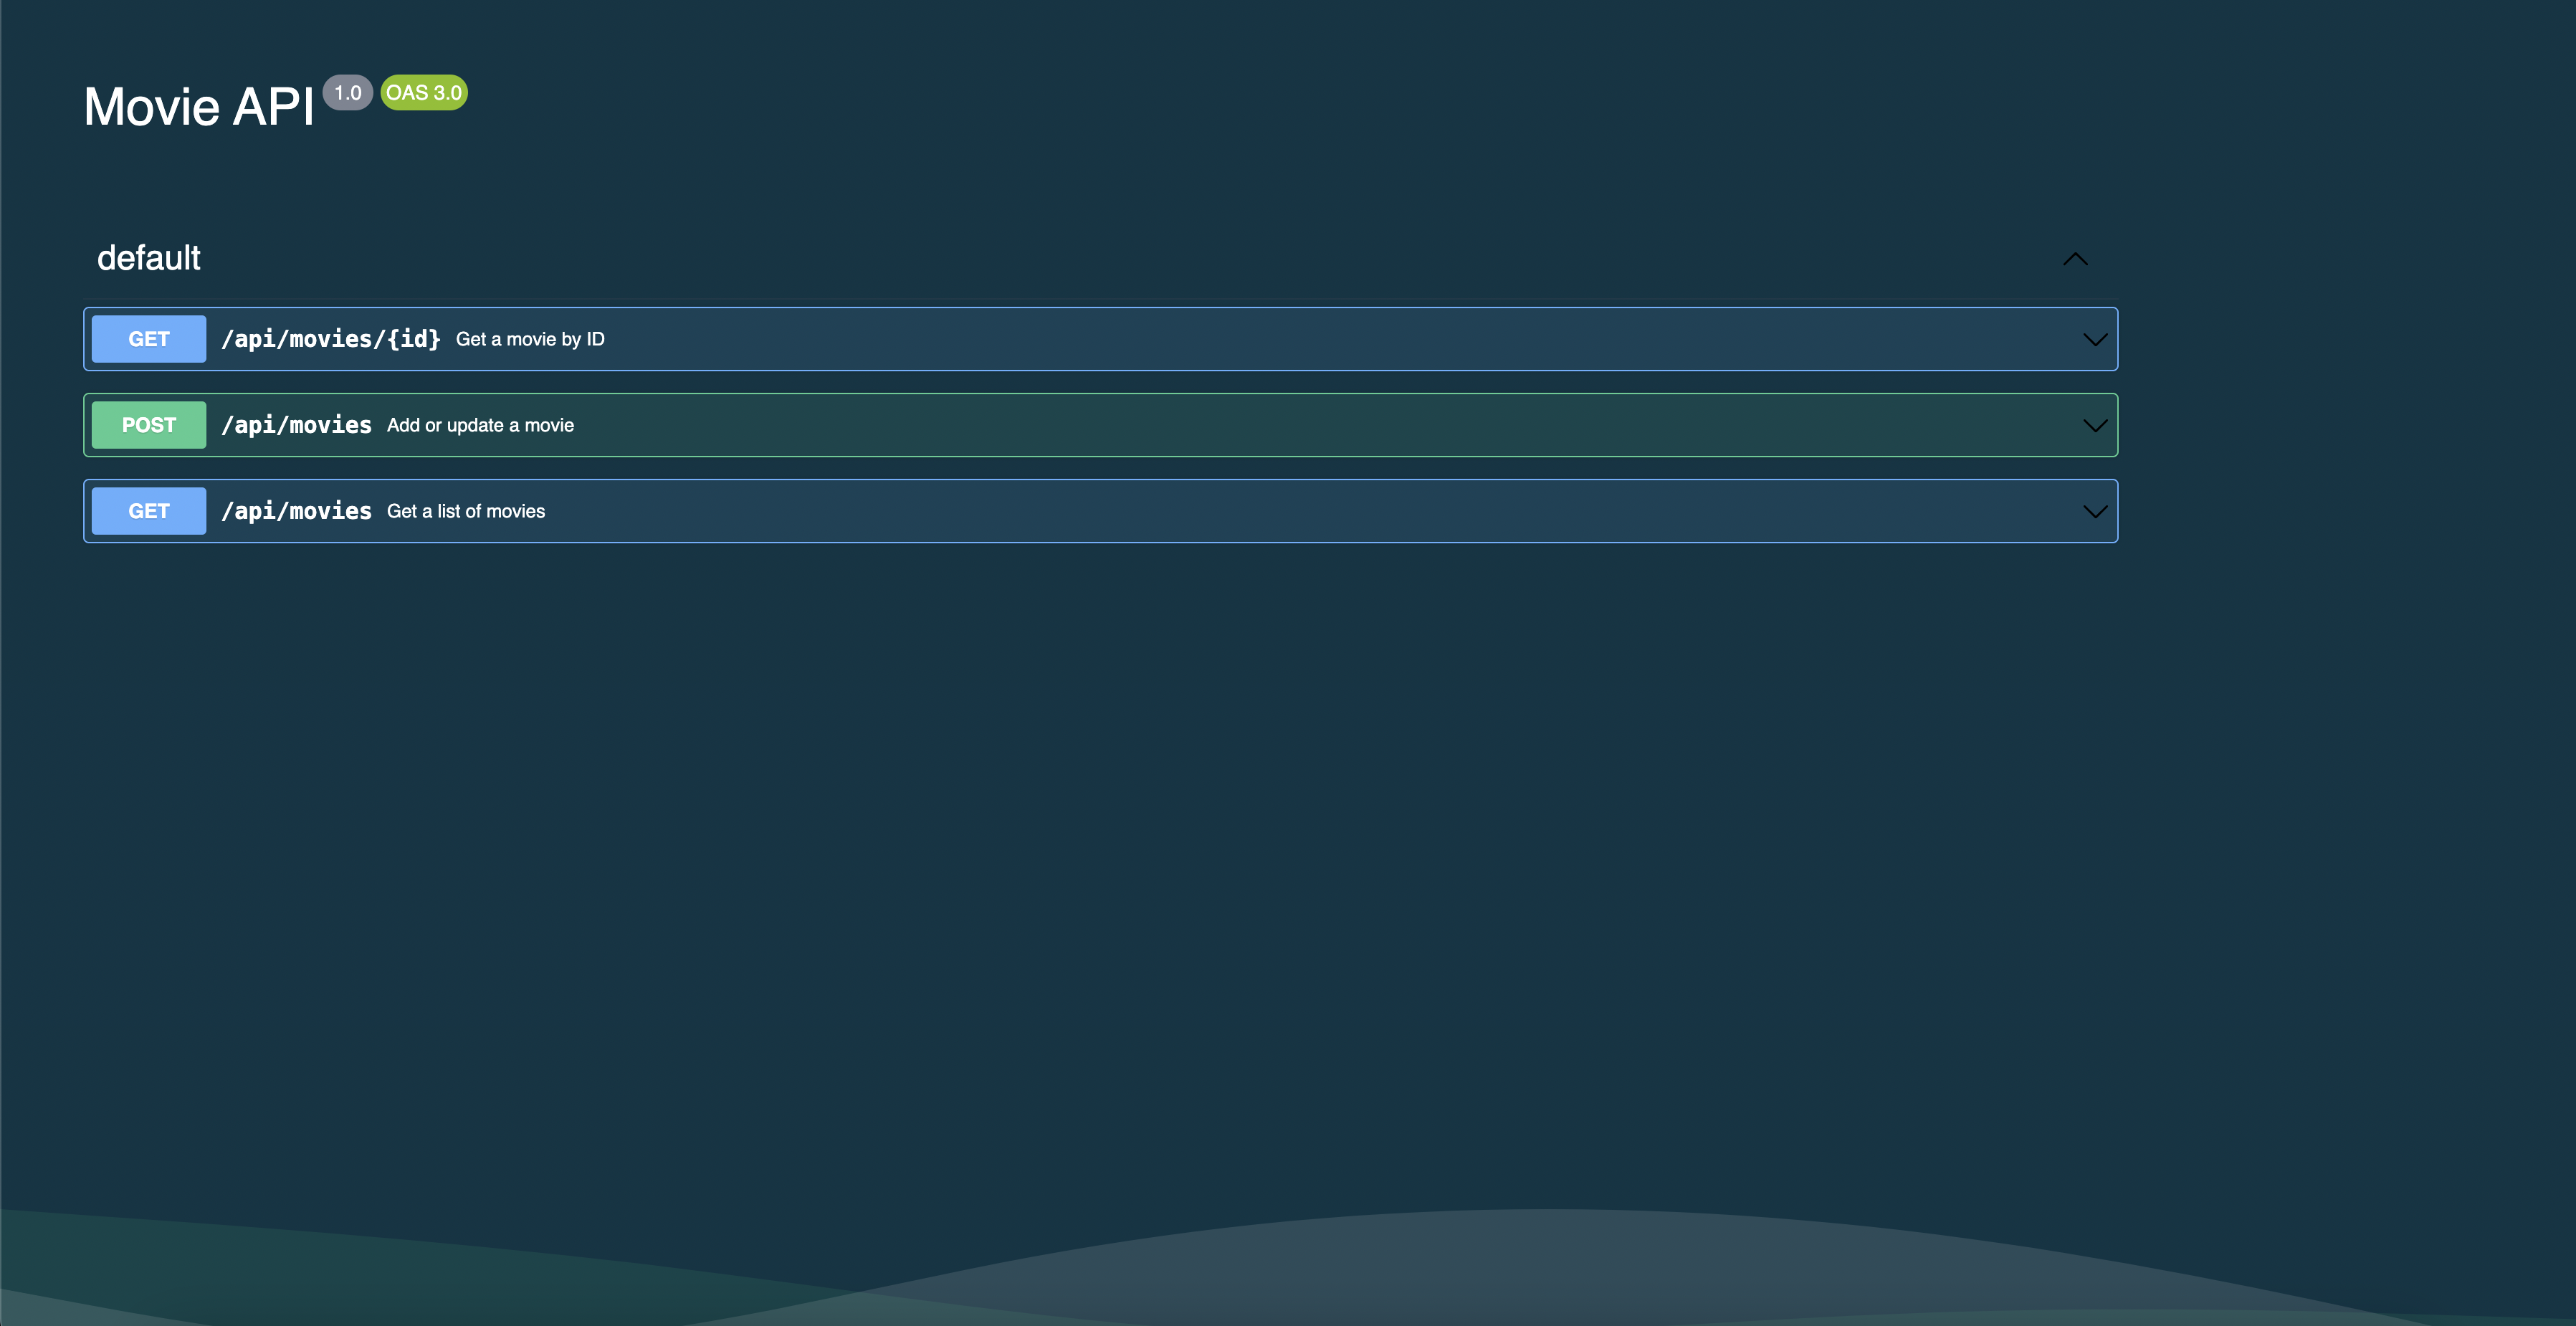 Movie API 1.0 OAS 3.0
default
GET /api/movies/{id} Get a movie by ID
POST /api/movies Add or update a movie
GET /api/movies Get a list of movies